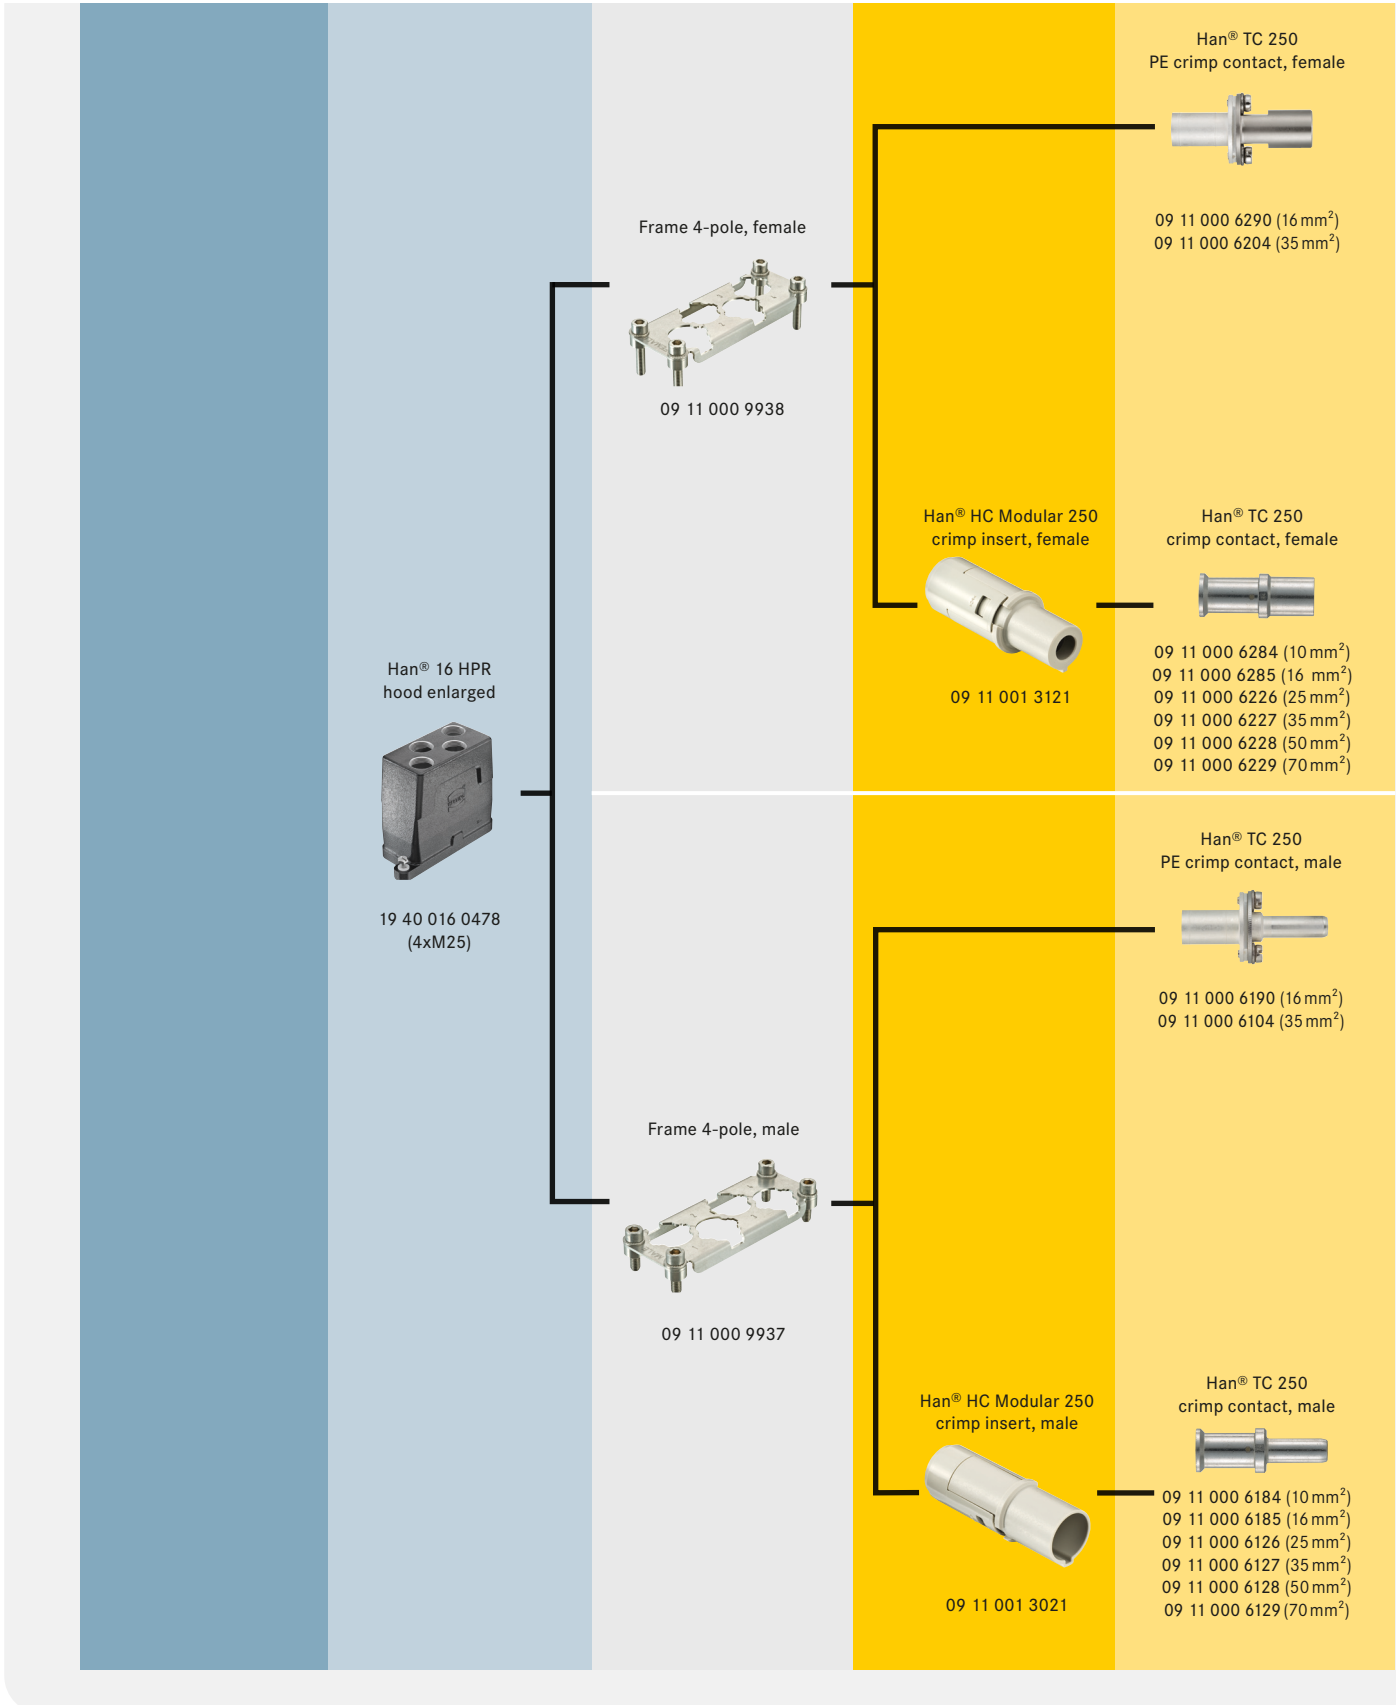 Han® TC 250
PE crimp contact, female
09 11 000 6290 (16 mm²)
09 11 000 6204 (35 mm²)
Frame 4-pole, female
09 11 000 9938
Han® HC Modular 250
crimp insert, female
09 11 001 3121
Han® TC 250
crimp contact, female
09 11 000 6284 (10 mm²)
09 11 000 6285 (16 mm²)
09 11 000 6226 (25 mm²)
09 11 000 6227 (35 mm²)
09 11 000 6228 (50 mm²)
09 11 000 6229 (70 mm²)
Han® 16 HPR
hood enlarged
19 40 016 0478
(4xM25)
Han® TC 250
PE crimp contact, male
09 11 000 6190 (16 mm²)
09 11 000 6104 (35 mm²)
Frame 4-pole, male
09 11 000 9937
Han® HC Modular 250
crimp insert, male
09 11 001 3021
Han® TC 250
crimp contact, male
09 11 000 6184 (10 mm²)
09 11 000 6185 (16 mm²)
09 11 000 6126 (25 mm²)
09 11 000 6127 (35 mm²)
09 11 000 6128 (50 mm²)
09 11 000 6129 (70 mm²)